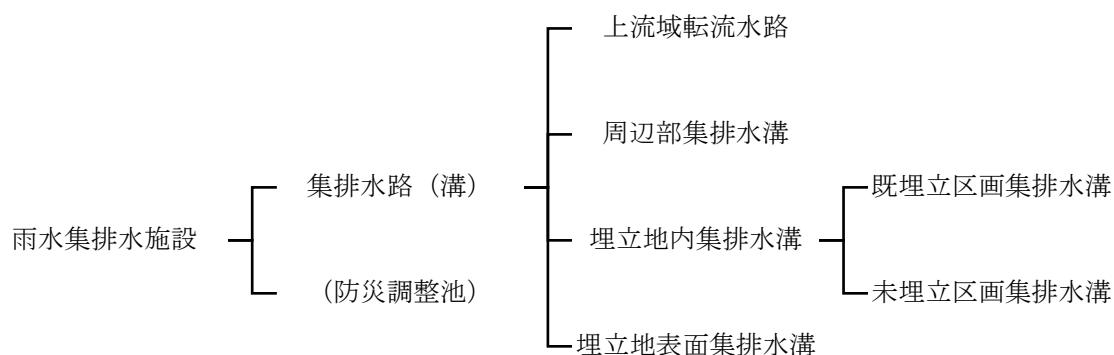 上流域転流水路
周辺部集排水溝
集排水路（溝）
既埋立区画集排水溝
雨水集排水施設
埋立地内集排水溝
（防災調整池）
未埋立区画集排水溝
埋立地表面集排水溝